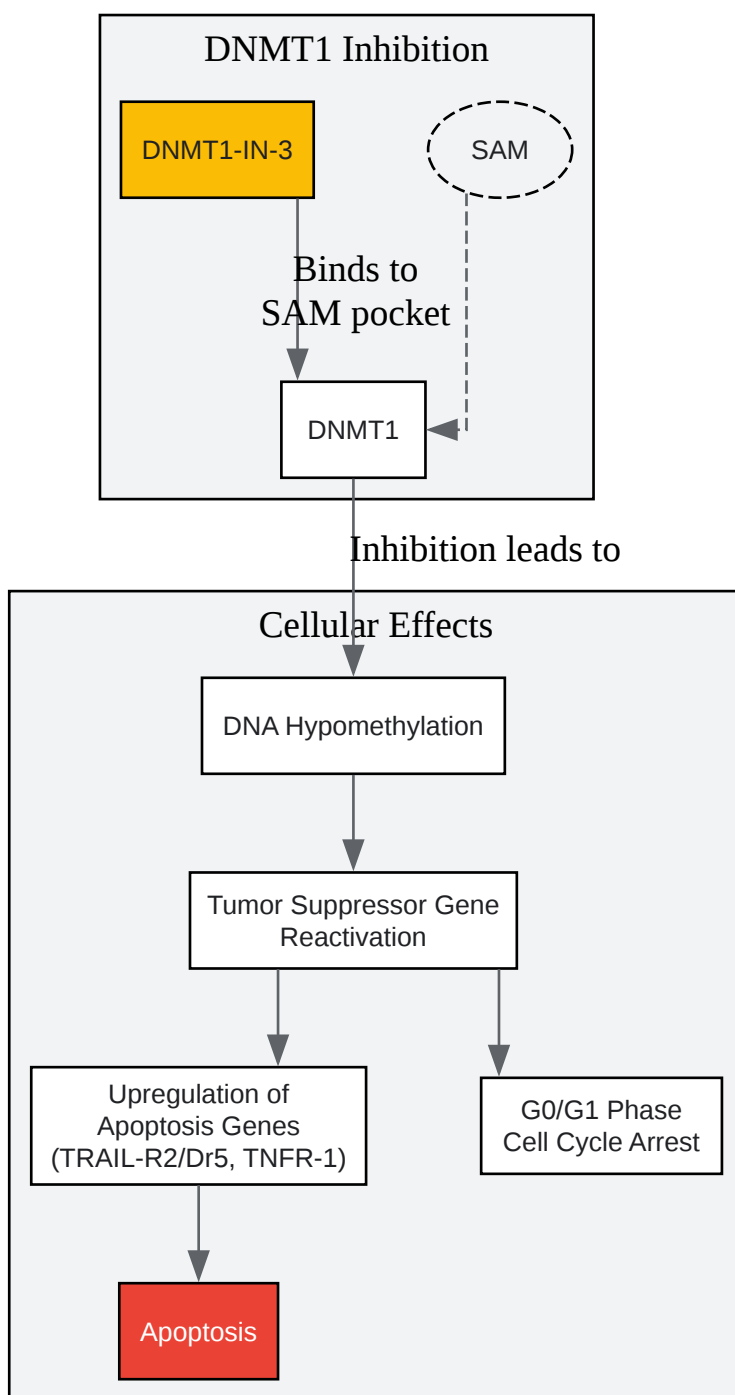 DNMT1 Inhibition
DNMT1-IN-3
SAM
Binds to
SAM pocket
DNMT1
Inhibition leads to
Cellular Effects
DNA Hypomethylation
Tumor Suppressor Gene
Reactivation
Upregulation of
Apoptosis Genes
(TRAIL-R2/Dr5, TNFR-1)
G0/G1 Phase
Cell Cycle Arrest
Apoptosis